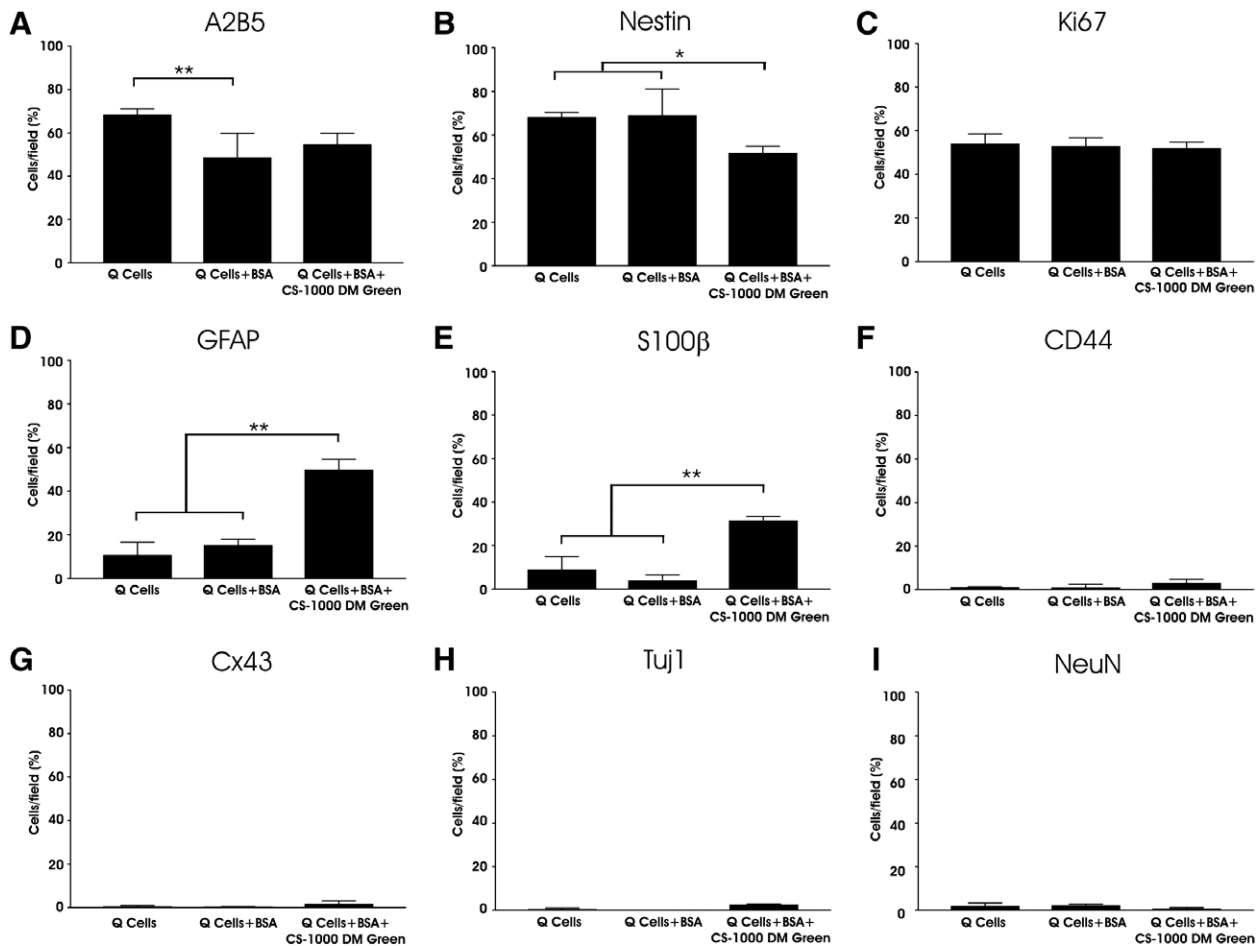 A
A2B5
Cells/field (%)
100
80
60
40
20
0
**
Q Cells
Q Cells+BSA
Q Cells+BSA+
CS-1000 DM Green
B
Nestin
Cells/field (%)
100
80
60
40
20
0
*
Q Cells
Q Cells+BSA
Q Cells+BSA+
CS-1000 DM Green
C
Ki67
Cells/field (%)
100
80
60
40
20
0
Q Cells
Q Cells+BSA
Q Cells+BSA+
CS-1000 DM Green
D
GFAP
Cells/field (%)
100
80
60
40
20
0
**
Q Cells
Q Cells+BSA
Q Cells+BSA+
CS-1000 DM Green
E
S100β
Cells/field (%)
100
80
60
40
20
0
**
Q Cells
Q Cells+BSA
Q Cells+BSA+
CS-1000 DM Green
F
CD44
Cells/field (%)
100
80
60
40
20
0
Q Cells
Q Cells+BSA
Q Cells+BSA+
CS-1000 DM Green
G
Cx43
Cells/field (%)
100
80
60
40
20
0
Q Cells
Q Cells+BSA
Q Cells+BSA+
CS-1000 DM Green
H
Tuj1
Cells/field (%)
100
80
60
40
20
0
Q Cells
Q Cells+BSA
Q Cells+BSA+
CS-1000 DM Green
I
NeuN
Cells/field (%)
100
80
60
40
20
0
Q Cells
Q Cells+BSA
Q Cells+BSA+
CS-1000 DM Green